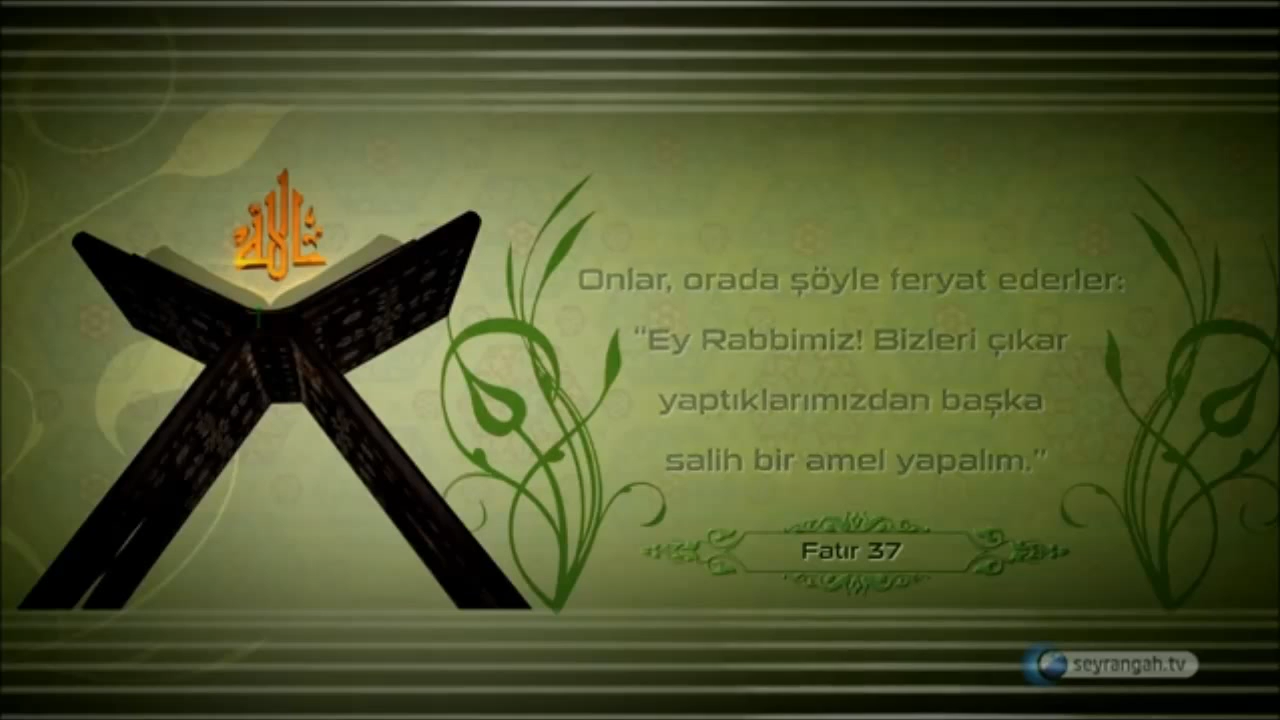 الله
Onlar, orada şöyle feryat ederler:
“Ey Rabbimiz! Bizleri çıkar
yaptıklarımızdan başka
salih bir amel yapalım.”
Fatır 37
seyrangah.tv